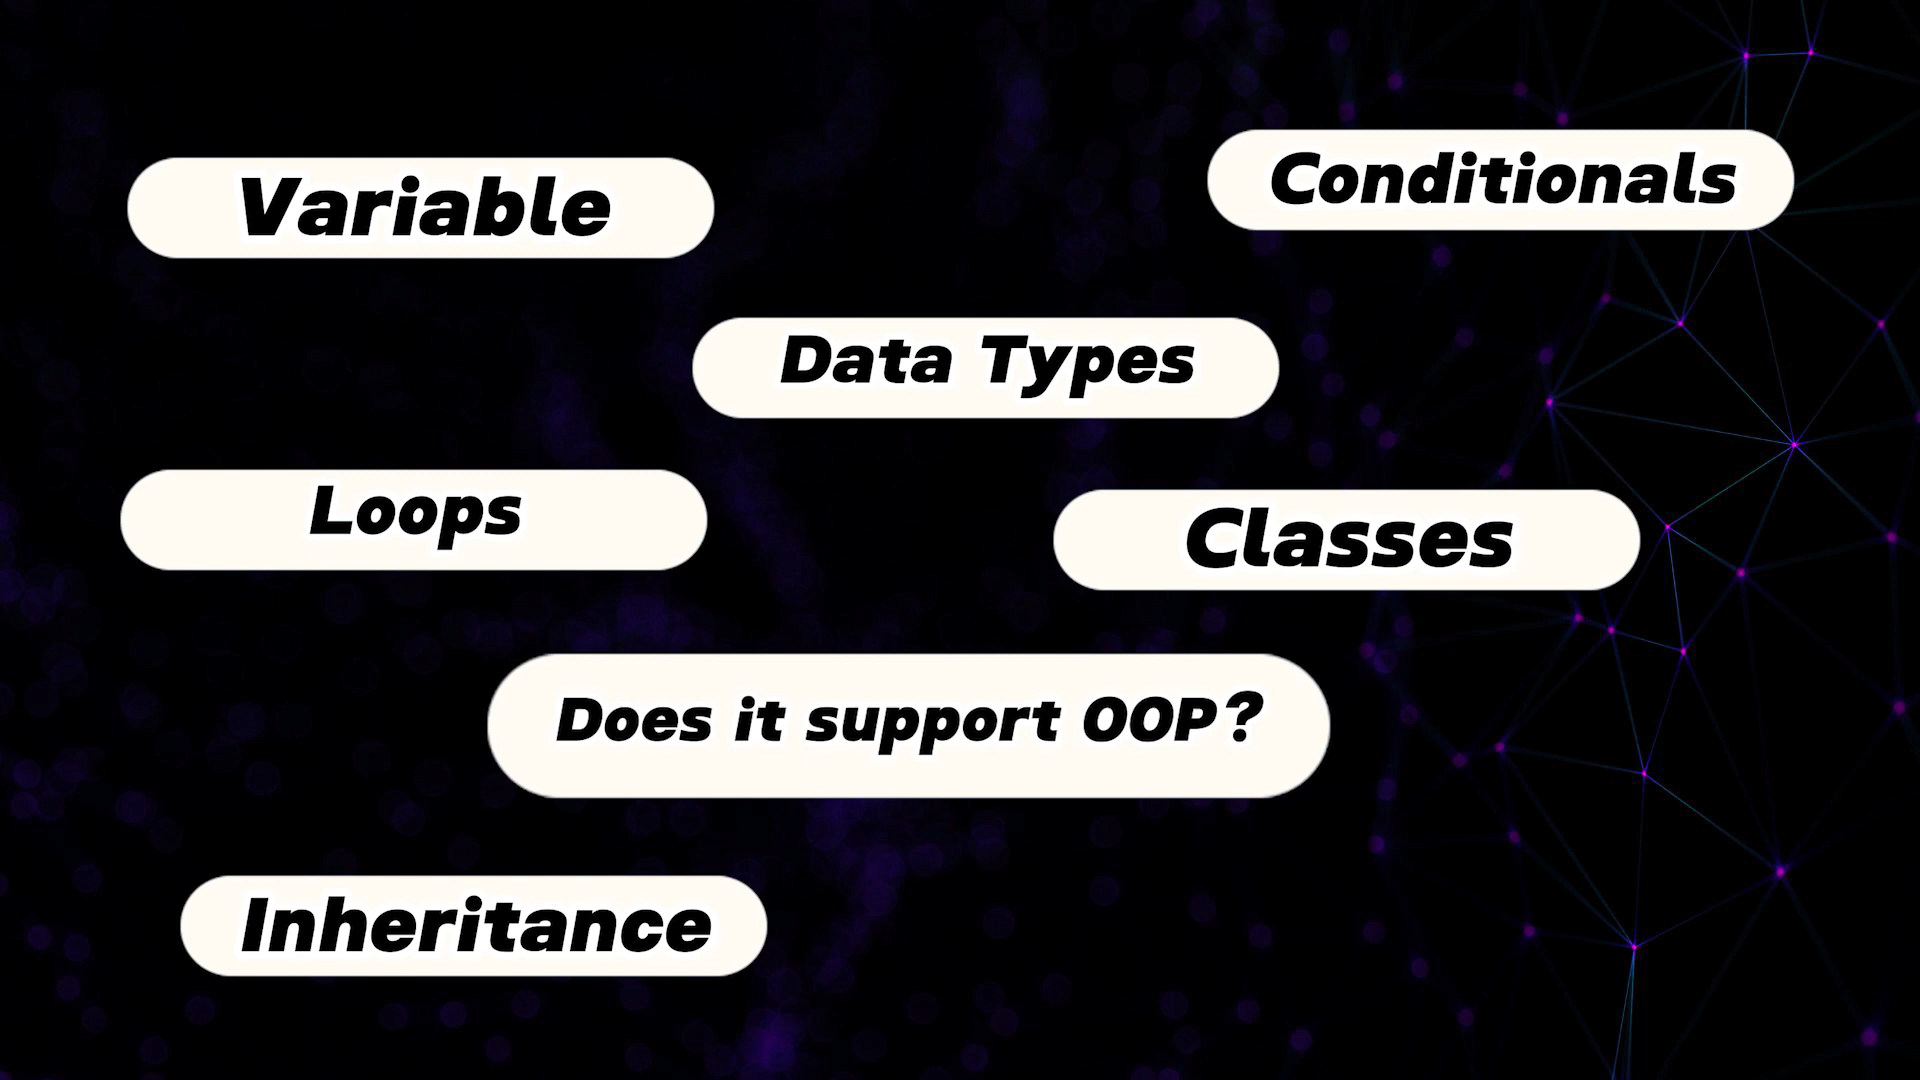 Variable
Conditionals
Data Types
Loops
Classes
Does it support OOP?
Inheritance